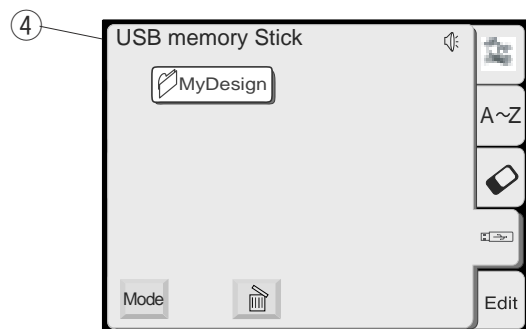 ④
USB memory Stick
MyDesign
A~Z
Mode
Edit